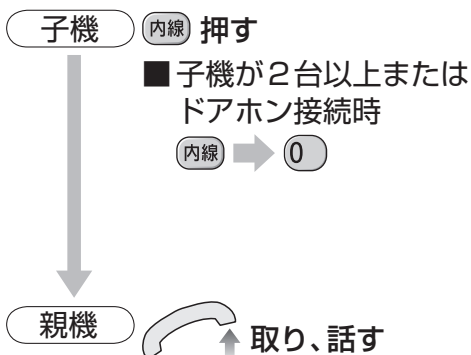 子機 内線 押す
■子機が2台以上または
ドアホン接続時
内線 0
親機 取り、話す